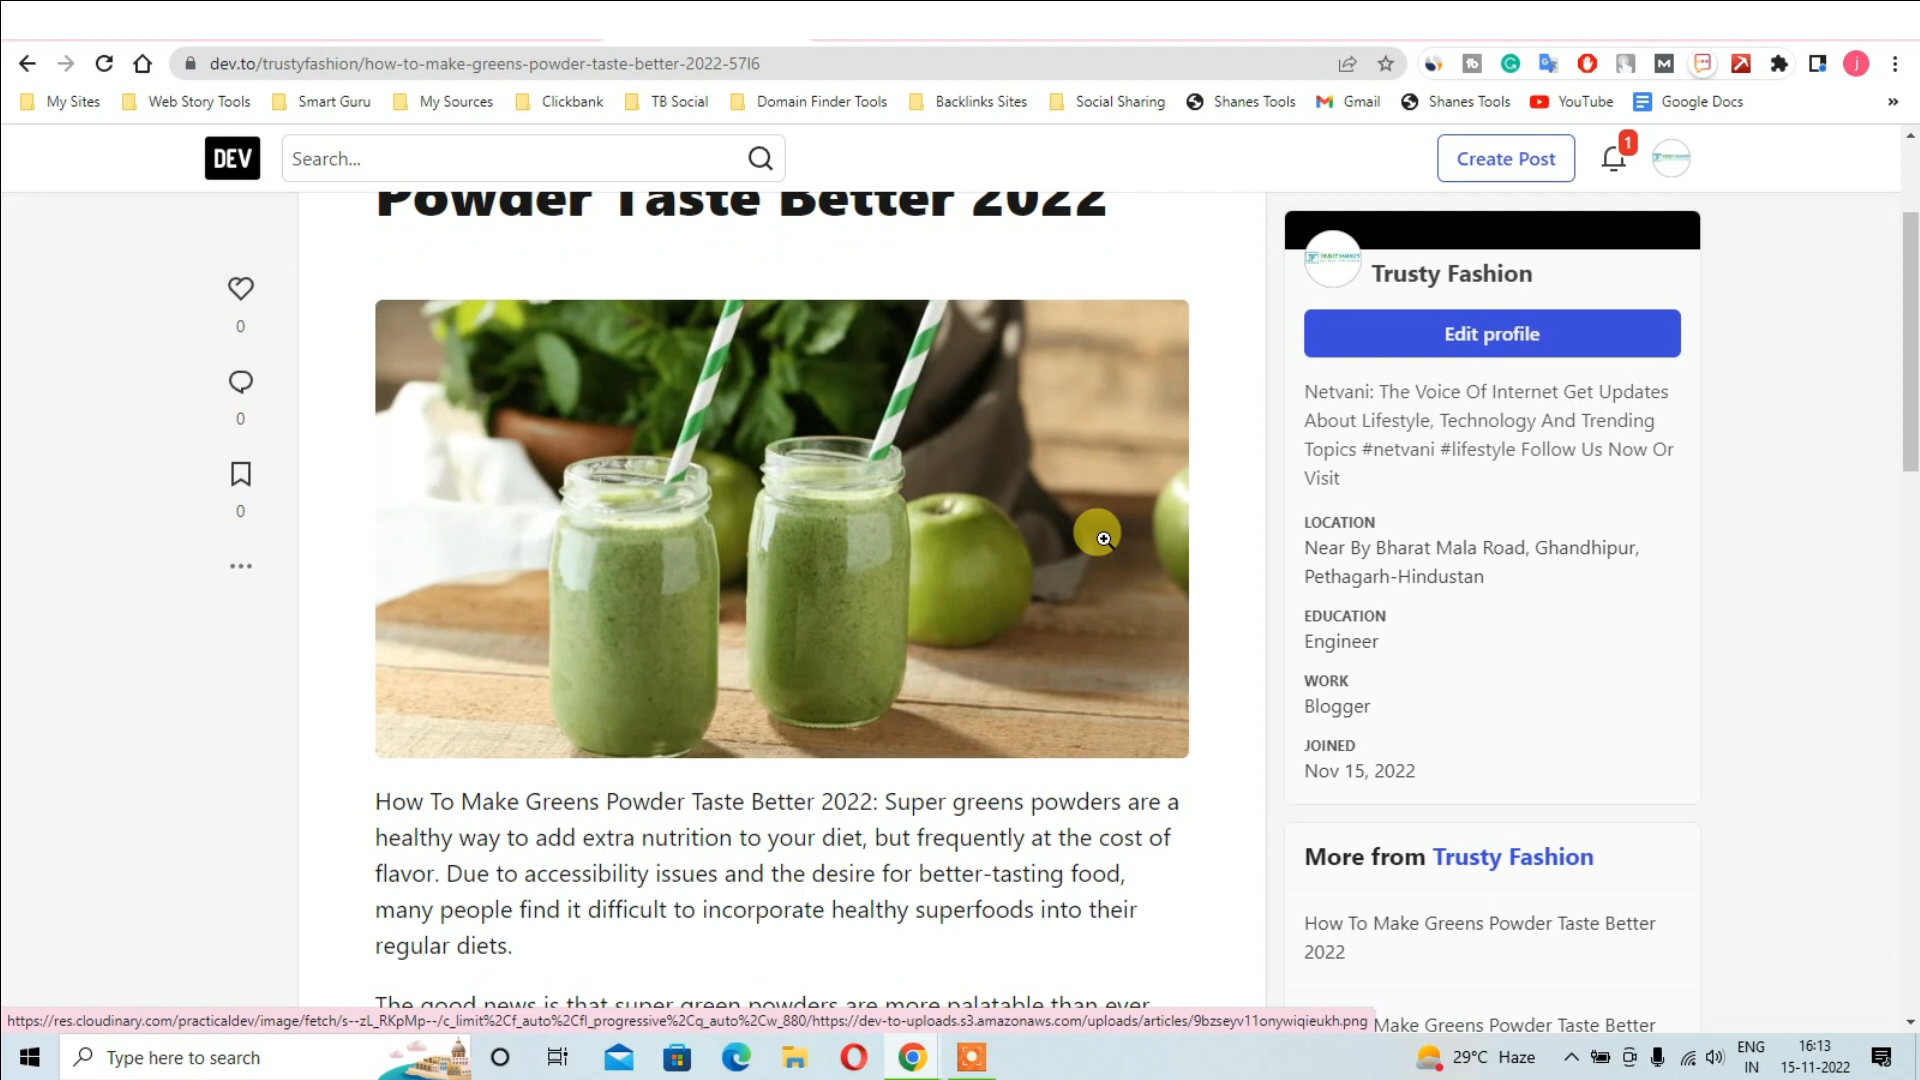 dev.to/trustyfashion/how-to-make-greens-powder-taste-better-2022-57l6
My Sites
Web Story Tools
Smart Guru
My Sources
Clickbank
TB Social
Domain Finder Tools
Backlinks Sites
Social Sharing
Shanes Tools
Gmail
Shanes Tools
YouTube
Google Docs
»
DEV
Search...
Create Post
1
Powder Taste Better 2022
0
0
0
Trusty Fashion
Edit profile
Netvani: The Voice Of Internet Get Updates
About Lifestyle, Technology And Trending
Topics #netvani #lifestyle Follow Us Now Or
Visit
LOCATION
Near By Bharat Mala Road, Ghandhipur,
Pethagarh-Hindustan
EDUCATION
Engineer
WORK
Blogger
JOINED
Nov 15, 2022
How To Make Greens Powder Taste Better 2022: Super greens powders are a
healthy way to add extra nutrition to your diet, but frequently at the cost of
flavor. Due to accessibility issues and the desire for better-tasting food,
many people find it difficult to incorporate healthy superfoods into their
regular diets.
The good news is that super green powders are more palatable than ever
More from Trusty Fashion
How To Make Greens Powder Taste Better
2022
Make Greens Powder Taste Better
https://res.cloudinary.com/practicaldev/image/fetch/s--zL_RKpMp--/c_limit%2Cf_auto%2Cfl_progressive%2Cq_auto%2Cw_880/https://dev-to-uploads.s3.amazonaws.com/uploads/articles/9bzseyv11onywiqieukh.png
Type here to search
29°C Haze
ENG
IN
16:13
15-11-2022